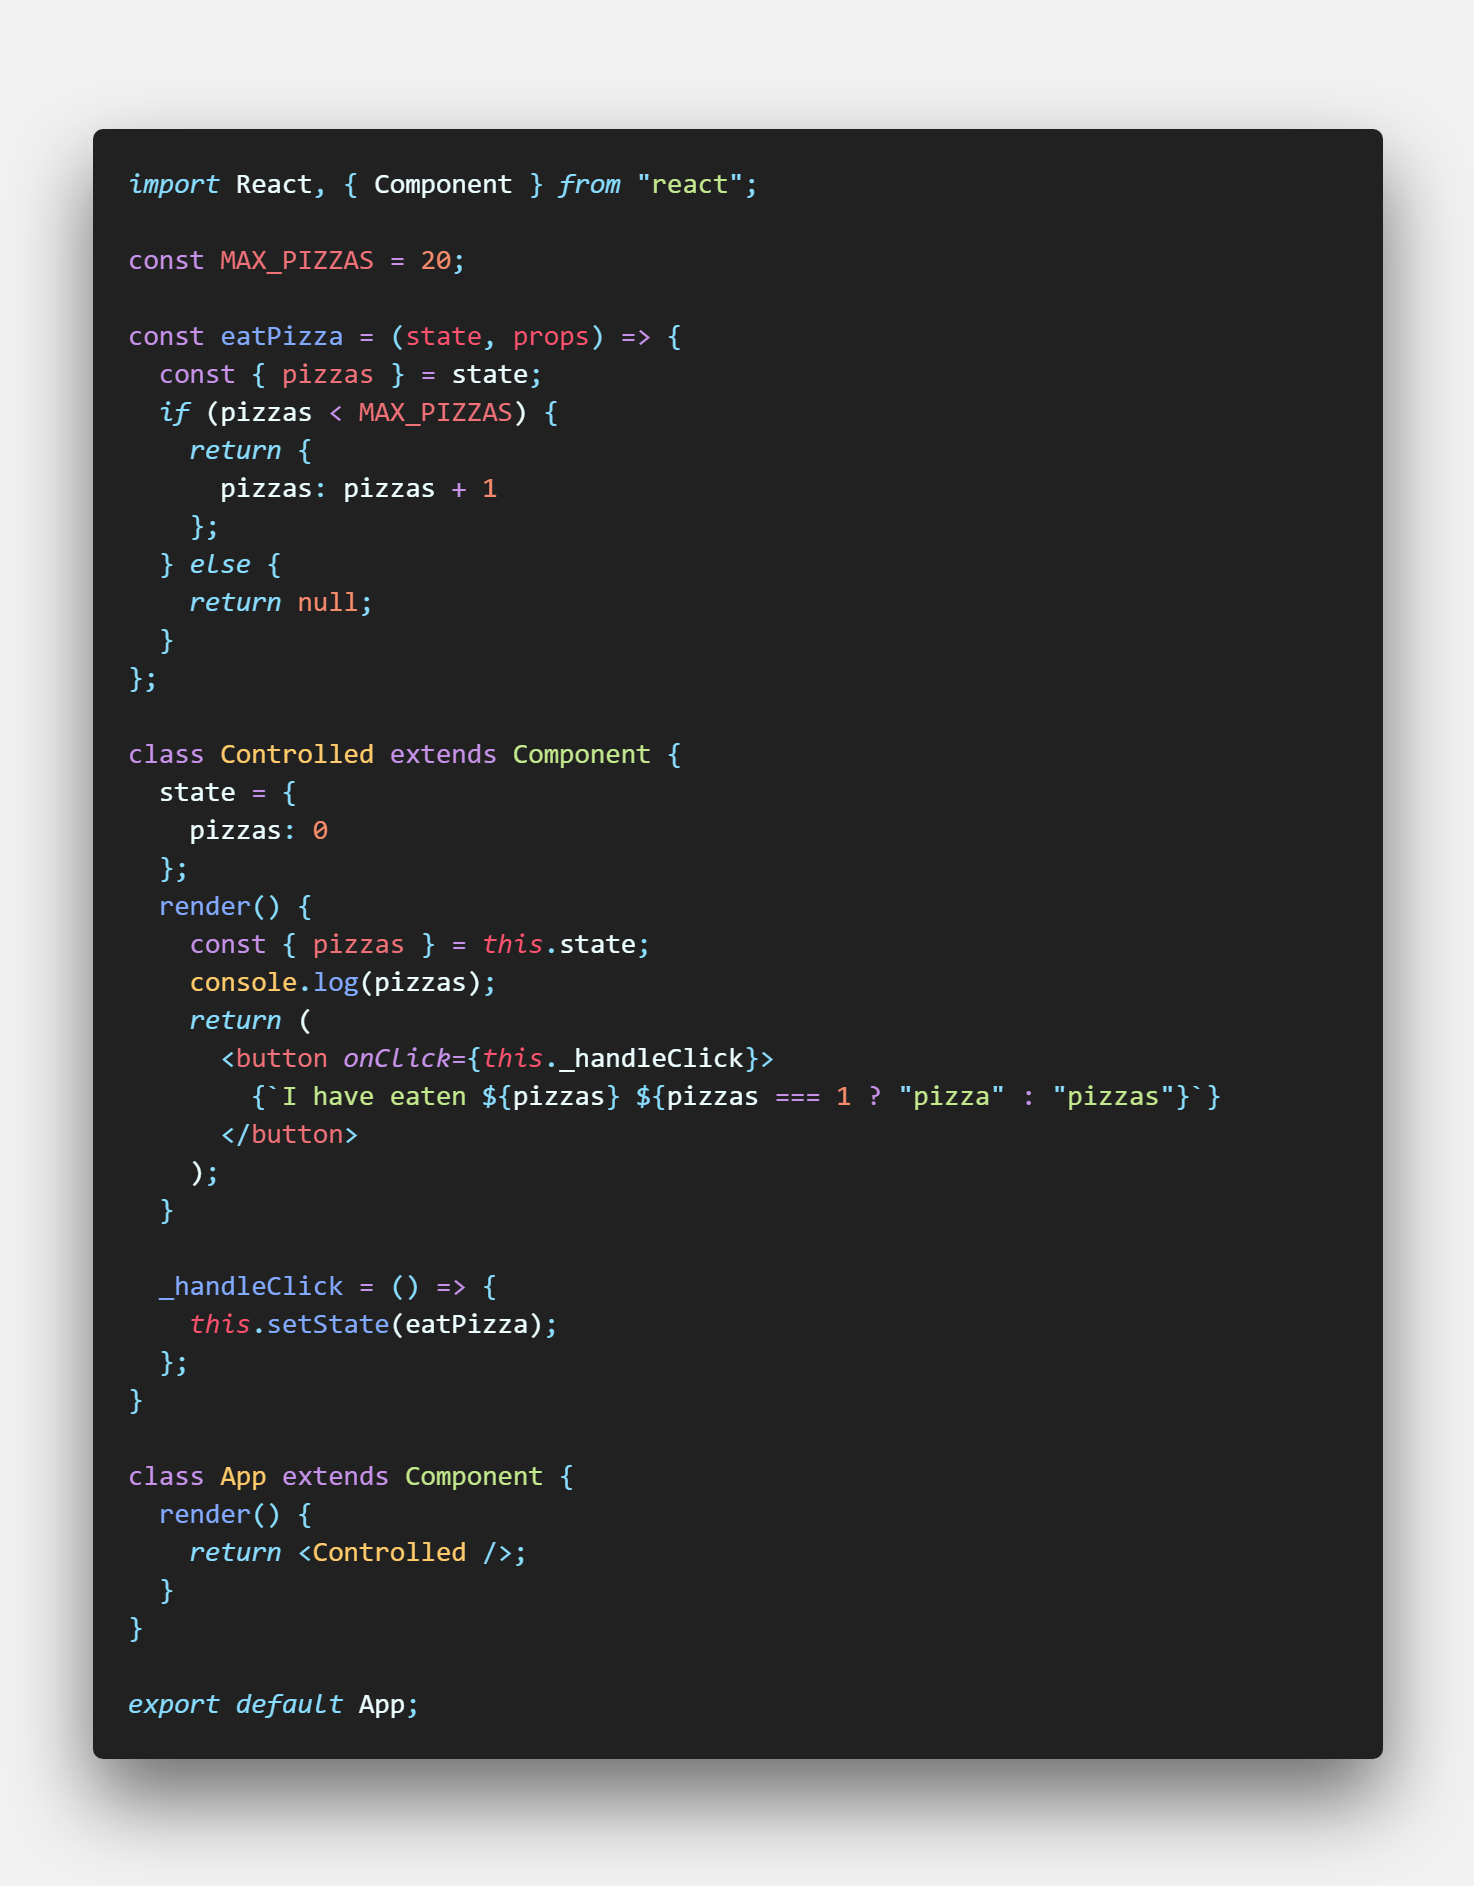 import React, { Component } from "react";

const MAX_PIZZAS = 20;

const eatPizza = (state, props) => {
  const { pizzas } = state;
  if (pizzas < MAX_PIZZAS) {
    return {
      pizzas: pizzas + 1
    };
  } else {
    return null;
  }
};

class Controlled extends Component {
  state = {
    pizzas: 0
  };
  render() {
    const { pizzas } = this.state;
    console.log(pizzas);
    return (
      <button onClick={this._handleClick}>
        {`I have eaten ${pizzas} ${pizzas === 1 ? "pizza" : "pizzas"}`}
      </button>
    );
  }

  _handleClick = () => {
    this.setState(eatPizza);
  };
}

class App extends Component {
  render() {
    return <Controlled />;
  }
}

export default App;